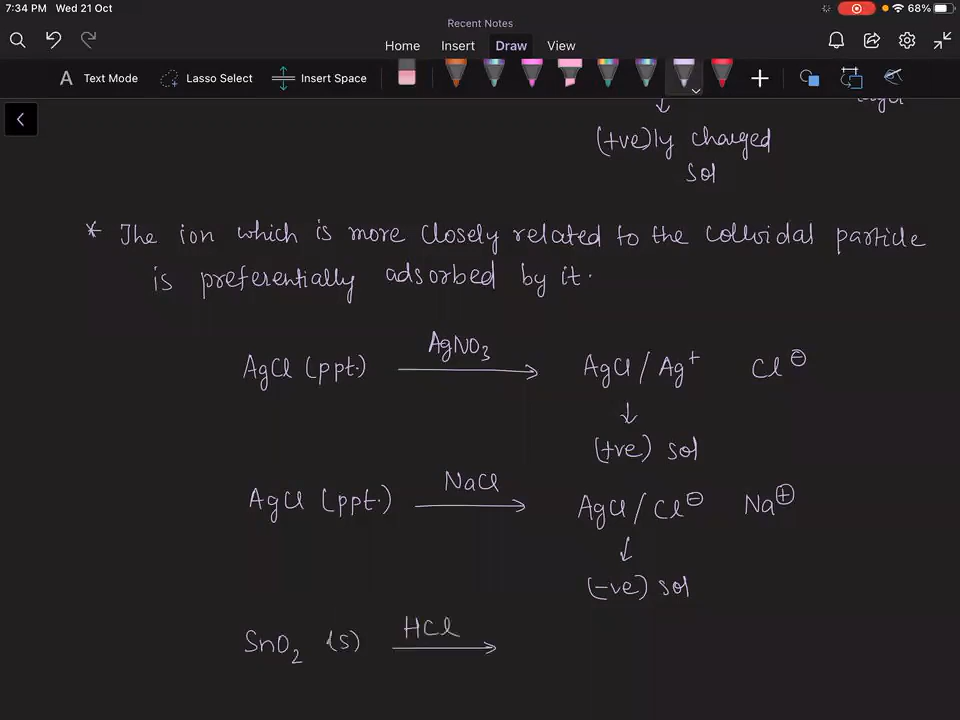 7:34 PM Wed 21 Oct
68%
Recent Notes
Home Insert Draw View
A Text Mode Lasso Select Insert Space
(+ve)ly charged
sol
* The ion which is more closely related to the colloidal particle
is preferentially adsorbed by it.
AgNO₃
AgCl (ppt.) → AgCl / Ag⁺ Cl⊖
↓
(+ve) sol
NaCl
AgCl (ppt.) → AgCl / Cl⊖ Na⊕
↓
(-ve) sol
HCl
SnO₂ (s) →